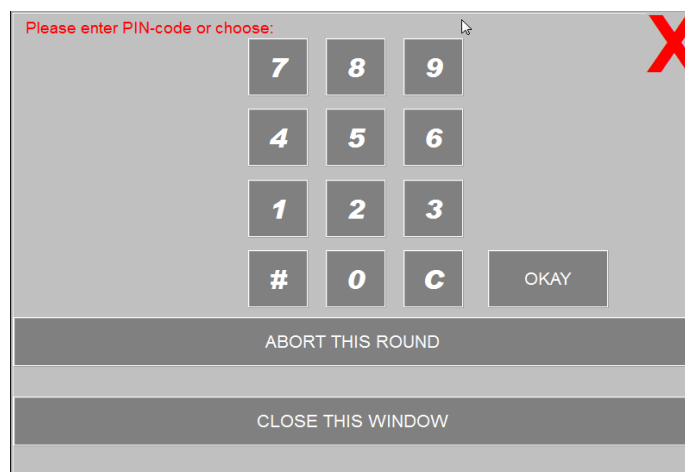 Please enter PIN-code or choose:
X
7 8 9
4 5 6
1 2 3
# 0 C OKAY
ABORT THIS ROUND
CLOSE THIS WINDOW